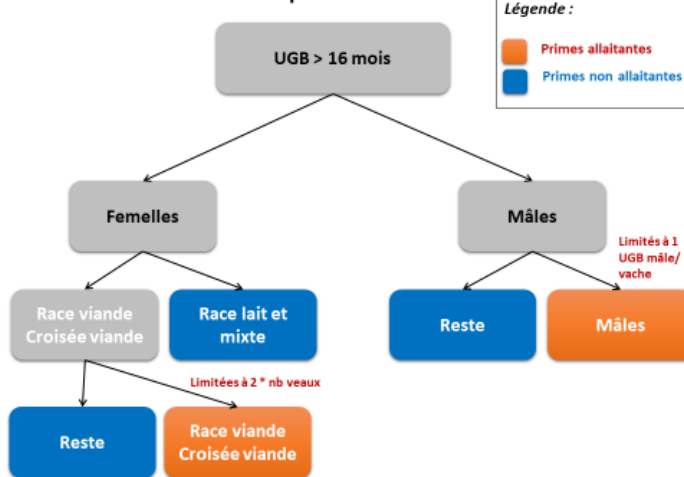 Légende :
Primes allaitantes
Primes non allaitantes
UGB > 16 mois
Femelles
Mâles
Limités à 1
UGB mâle/
vache
Race viande
Croisée viande
Race lait et
mixte
Reste
Mâles
Limitées à 2 * nb veaux
Reste
Race viande
Croisée viande